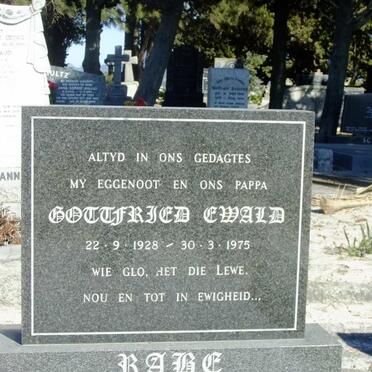 ALTYD IN ONS GEDAGTES
MY EGGENOOT EN ONS PAPPA
GOTTFRIED EWALD
22 · 9 · 1928 – 30 · 3 · 1975
WIE GLO, HET DIE LEWE.
NOU EN TOT IN EWIGHEID...
RABE